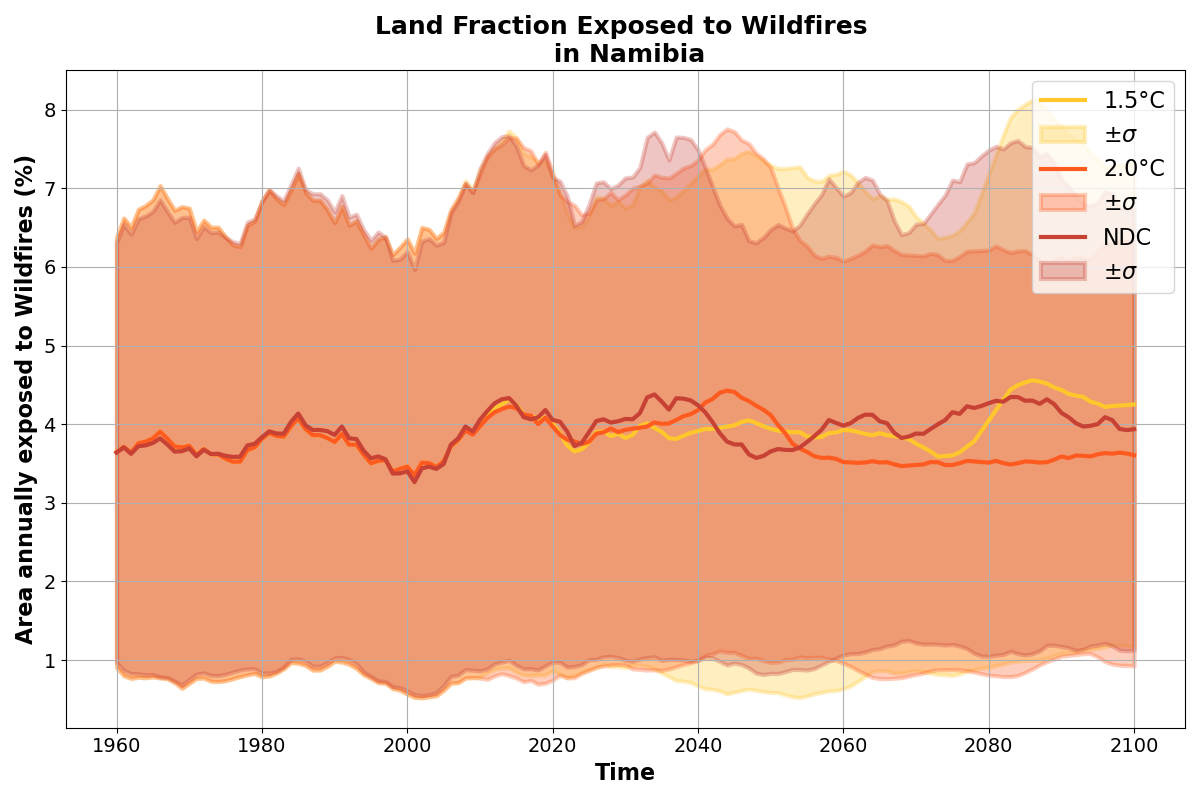 Land Fraction Exposed to Wildfires
in Namibia
Area annually exposed to Wildfires (%)
8
7
6
5
4
3
2
1
1960 1980 2000 2020 2040 2060 2080 2100
Time
1.5°C
±σ
2.0°C
±σ
NDC
±σ